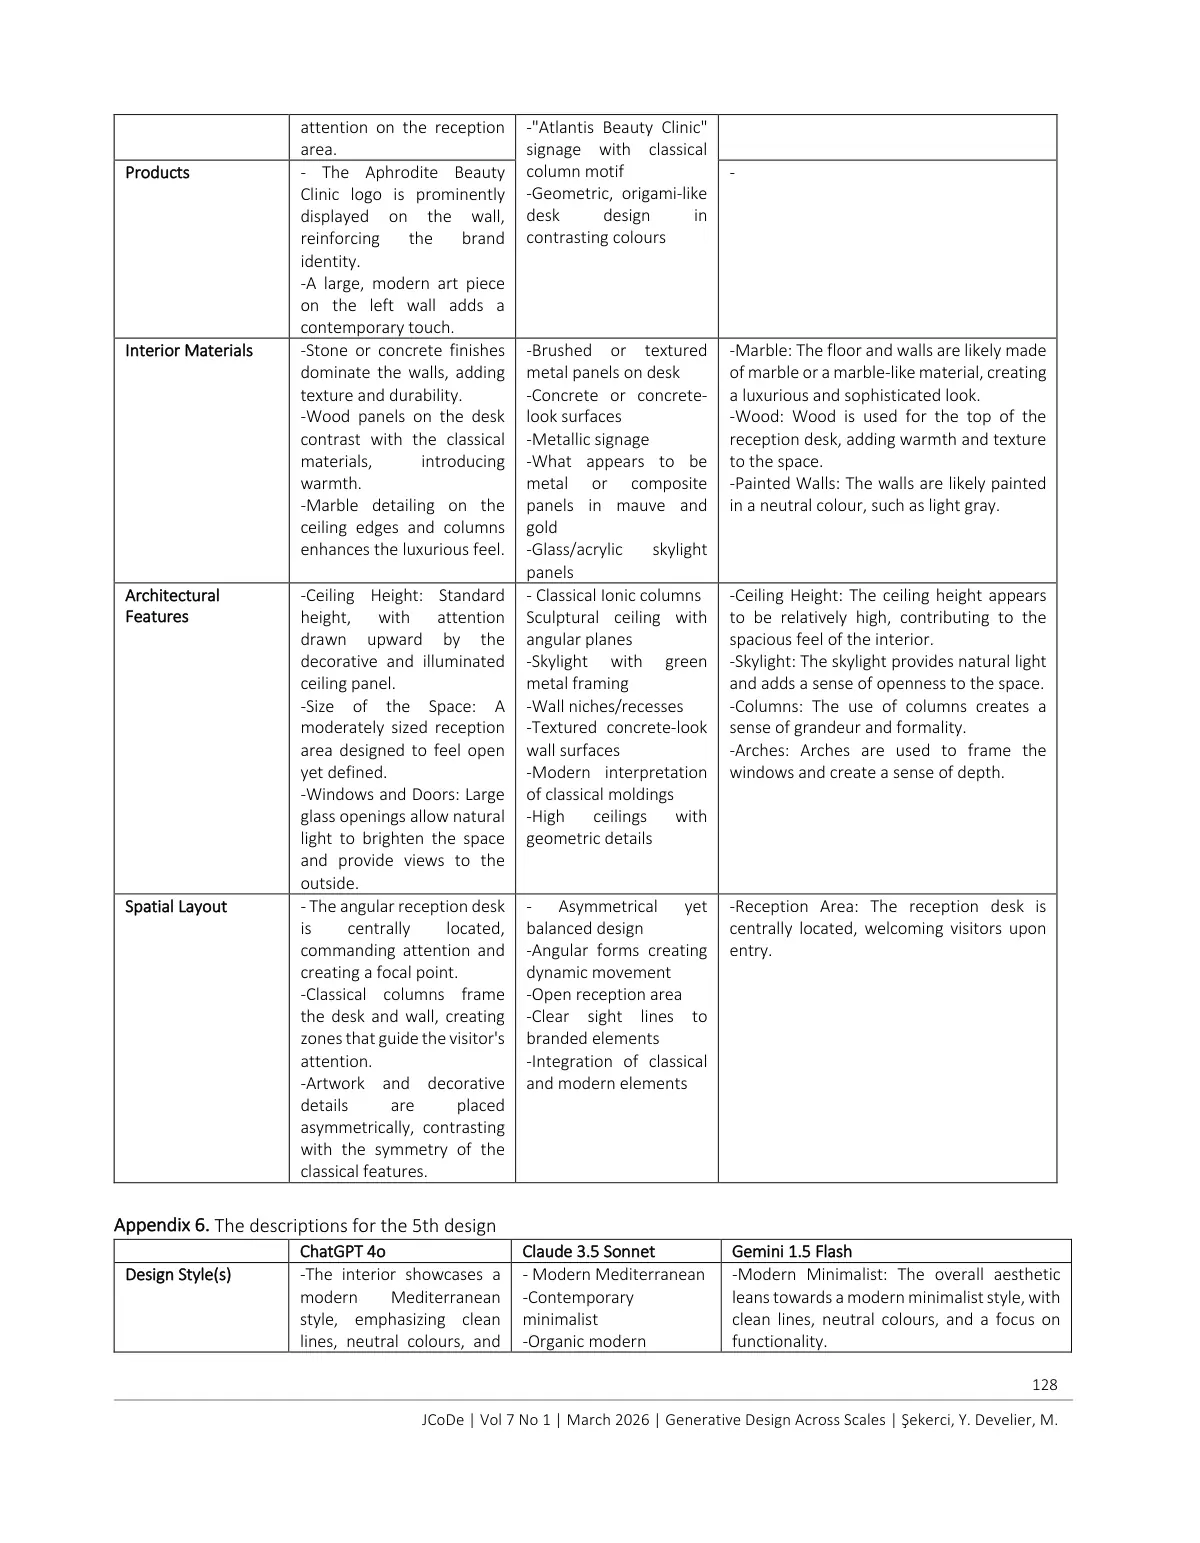 attention on the reception
area.
-"Atlantis Beauty Clinic"
signage with classical
column motif
-Geometric, origami-like
desk design in
contrasting colours
Products
- The Aphrodite Beauty
Clinic logo is prominently
displayed on the wall,
reinforcing the brand
identity.
-A large, modern art piece
on the left wall adds a
contemporary touch.
-
Interior Materials
-Stone or concrete finishes
dominate the walls, adding
texture and durability.
-Wood panels on the desk
contrast with the classical
materials, introducing
warmth.
-Marble detailing on the
ceiling edges and columns
enhances the luxurious feel.
-Brushed or textured
metal panels on desk
-Concrete or concrete-
look surfaces
-Metallic signage
-What appears to be
metal or composite
panels in mauve and
gold
-Glass/acrylic skylight
panels
-Marble: The floor and walls are likely made
of marble or a marble-like material, creating
a luxurious and sophisticated look.
-Wood: Wood is used for the top of the
reception desk, adding warmth and texture
to the space.
-Painted Walls: The walls are likely painted
in a neutral colour, such as light gray.
Architectural
Features
-Ceiling Height: Standard
height, with attention
drawn upward by the
decorative and illuminated
ceiling panel.
-Size of the Space: A
moderately sized reception
area designed to feel open
yet defined.
-Windows and Doors: Large
glass openings allow natural
light to brighten the space
and provide views to the
outside.
- Classical Ionic columns
Sculptural ceiling with
angular planes
-Skylight with green
metal framing
-Wall niches/recesses
-Textured concrete-look
wall surfaces
-Modern interpretation
of classical moldings
-High ceilings with
geometric details
-Ceiling Height: The ceiling height appears
to be relatively high, contributing to the
spacious feel of the interior.
-Skylight: The skylight provides natural light
and adds a sense of openness to the space.
-Columns: The use of columns creates a
sense of grandeur and formality.
-Arches: Arches are used to frame the
windows and create a sense of depth.
Spatial Layout
- The angular reception desk
is centrally located,
commanding attention and
creating a focal point.
-Classical columns frame
the desk and wall, creating
zones that guide the visitor's
attention.
-Artwork and decorative
details are placed
asymmetrically, contrasting
with the symmetry of the
classical features.
- Asymmetrical yet
balanced design
-Angular forms creating
dynamic movement
-Open reception area
-Clear sight lines to
branded elements
-Integration of classical
and modern elements
-Reception Area: The reception desk is
centrally located, welcoming visitors upon
entry.
Appendix 6. The descriptions for the 5th design
ChatGPT 4o
Claude 3.5 Sonnet
Gemini 1.5 Flash
Design Style(s)
-The interior showcases a
modern Mediterranean
style, emphasizing clean
lines, neutral colours, and
- Modern Mediterranean
-Contemporary
minimalist
-Organic modern
-Modern Minimalist: The overall aesthetic
leans towards a modern minimalist style, with
clean lines, neutral colours, and a focus on
functionality.
128
JCoDe | Vol 7 No 1 | March 2026 | Generative Design Across Scales | Şekerci, Y. Develier, M.